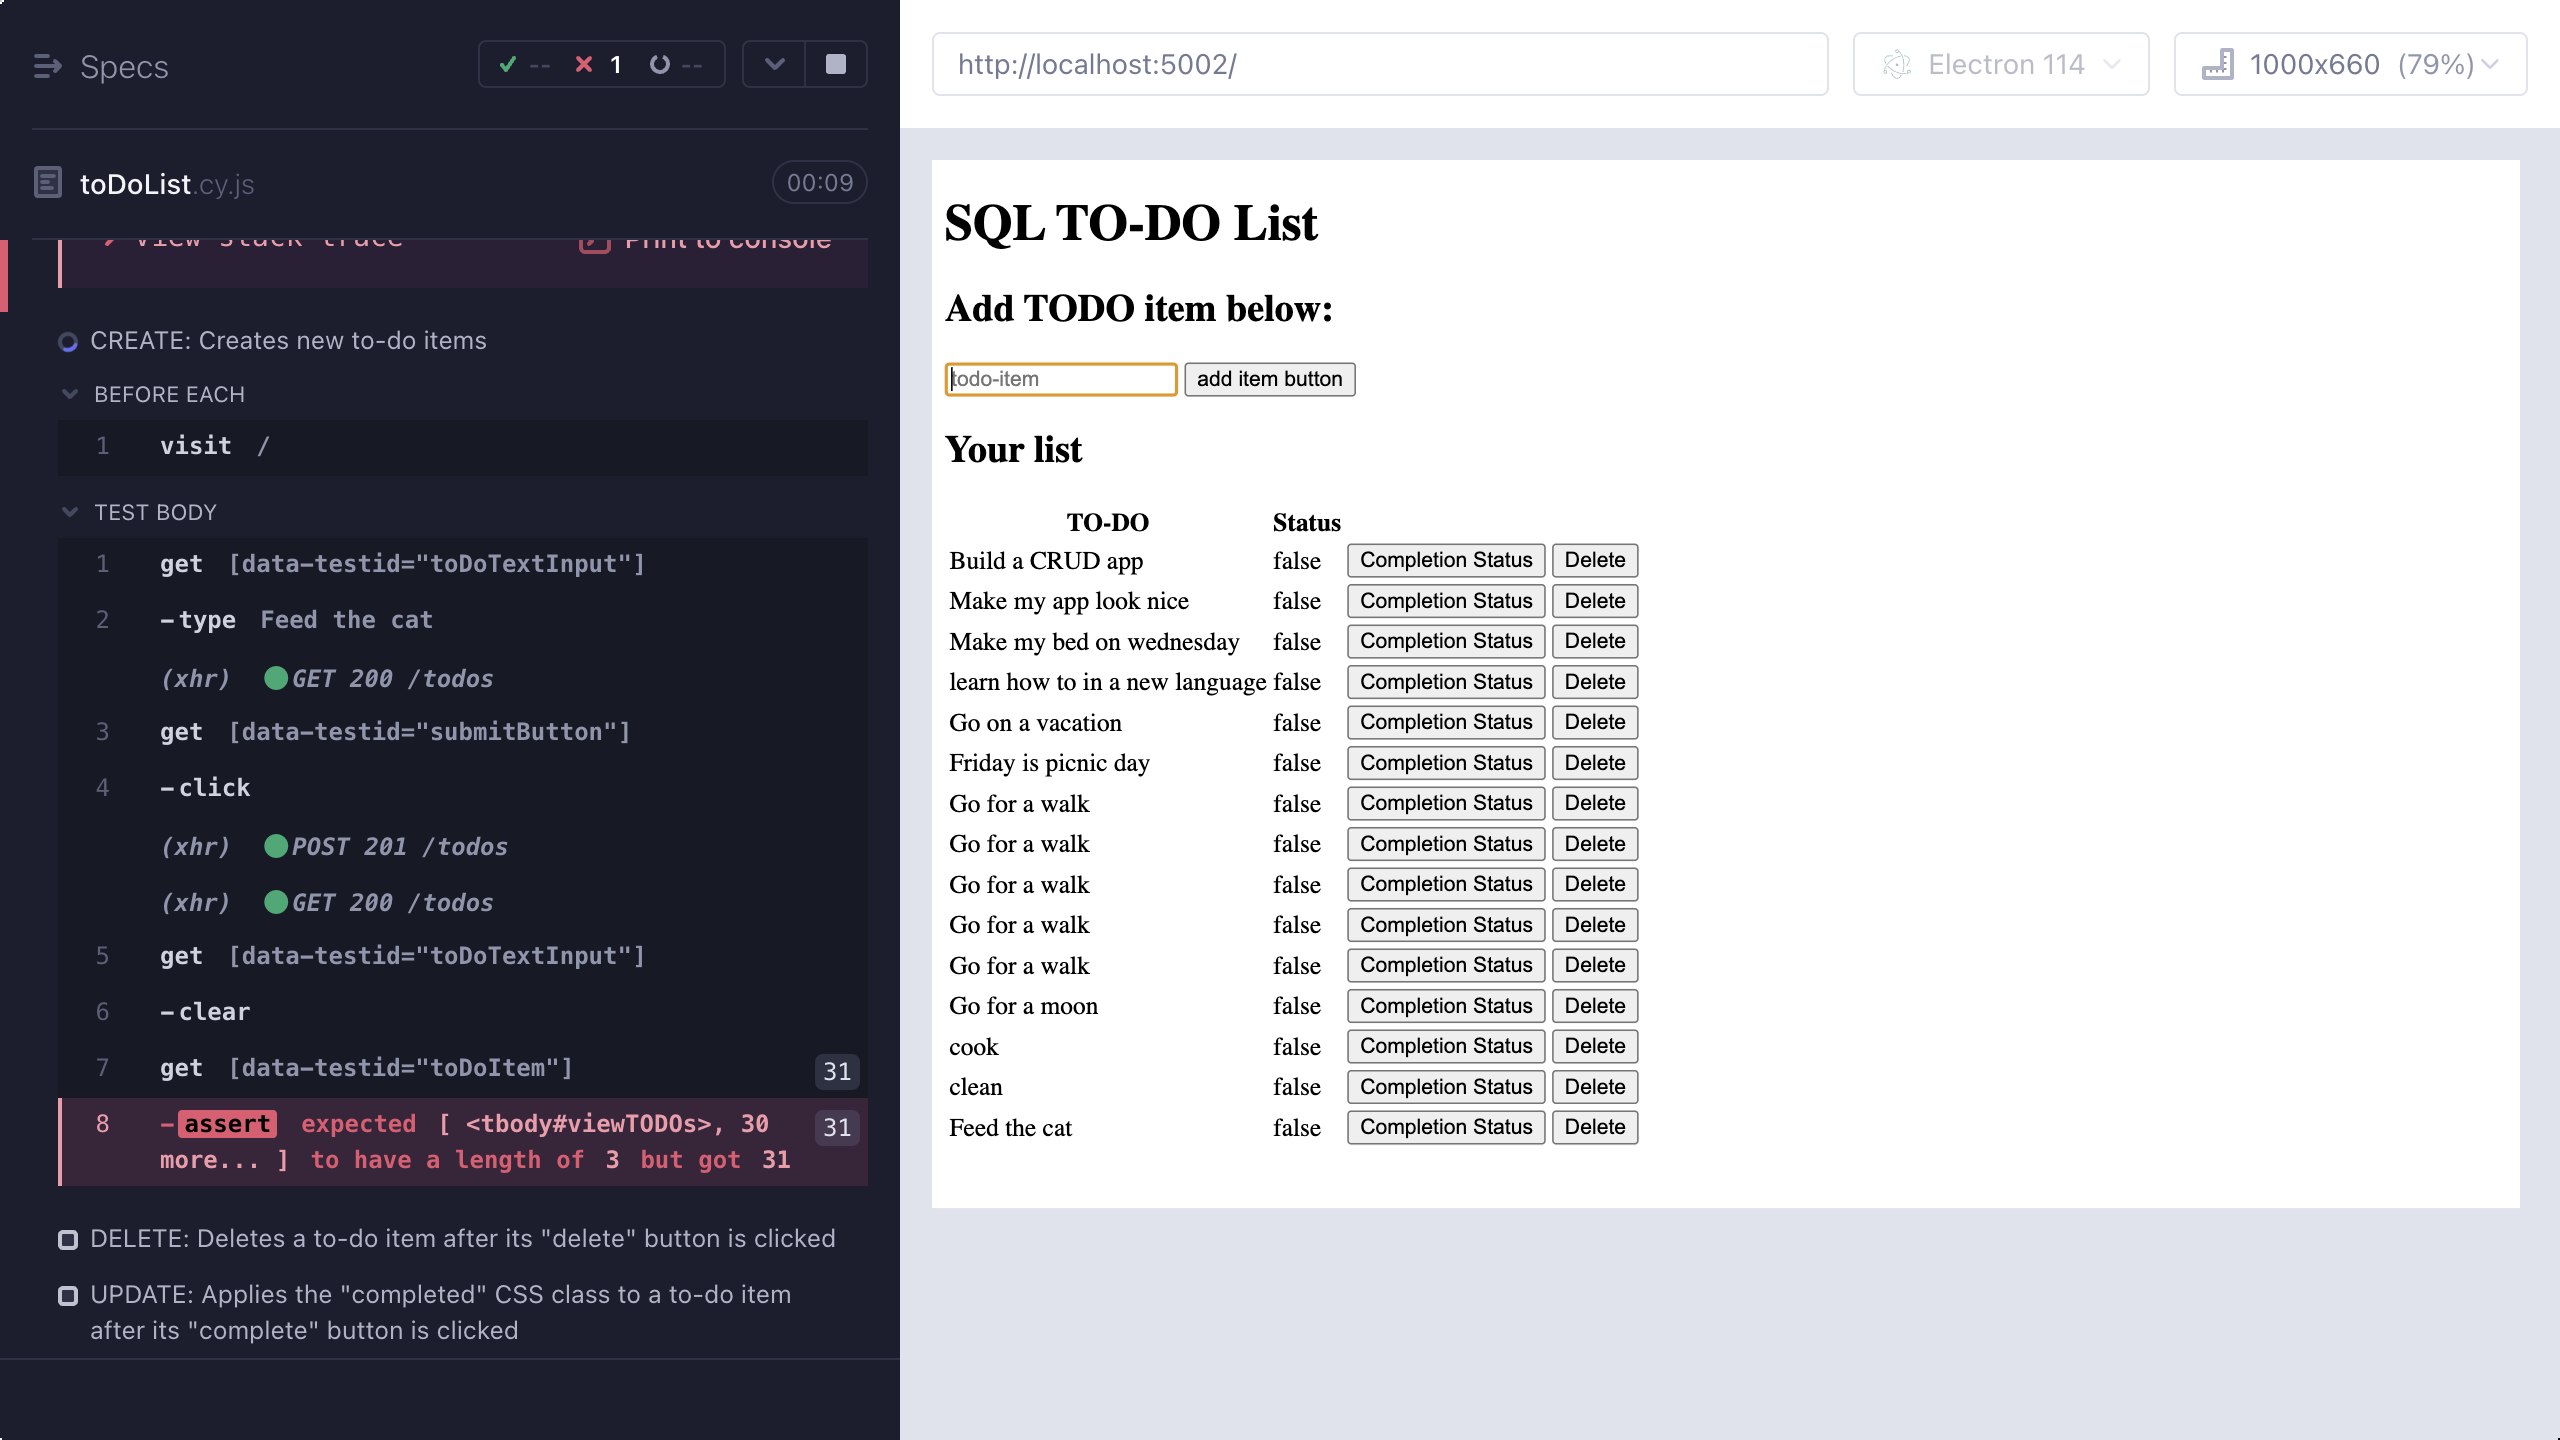 Specs
-- 1 --
toDoList.cy.js
00:09
View stack trace
Print to console
CREATE: Creates new to-do items
BEFORE EACH
1 visit /
TEST BODY
1 get [data-testid="toDoTextInput"]
2 -type Feed the cat
(xhr) GET 200 /todos
3 get [data-testid="submitButton"]
4 -click
(xhr) POST 201 /todos
(xhr) GET 200 /todos
5 get [data-testid="toDoTextInput"]
6 -clear
7 get [data-testid="toDoItem"] 31
8 -assert expected [ <tbody#viewTODOs>, 30 31
more... ] to have a length of 3 but got 31
DELETE: Deletes a to-do item after its "delete" button is clicked
UPDATE: Applies the "completed" CSS class to a to-do item
after its "complete" button is clicked
http://localhost:5002/
Electron 114
1000x660 (79%)
SQL TO-DO List
Add TODO item below:
todo-item add item button
Your list
TO-DO Status
Build a CRUD app false Completion Status Delete
Make my app look nice false Completion Status Delete
Make my bed on wednesday false Completion Status Delete
learn how to in a new language false Completion Status Delete
Go on a vacation false Completion Status Delete
Friday is picnic day false Completion Status Delete
Go for a walk false Completion Status Delete
Go for a walk false Completion Status Delete
Go for a walk false Completion Status Delete
Go for a walk false Completion Status Delete
Go for a walk false Completion Status Delete
Go for a moon false Completion Status Delete
cook false Completion Status Delete
clean false Completion Status Delete
Feed the cat false Completion Status Delete